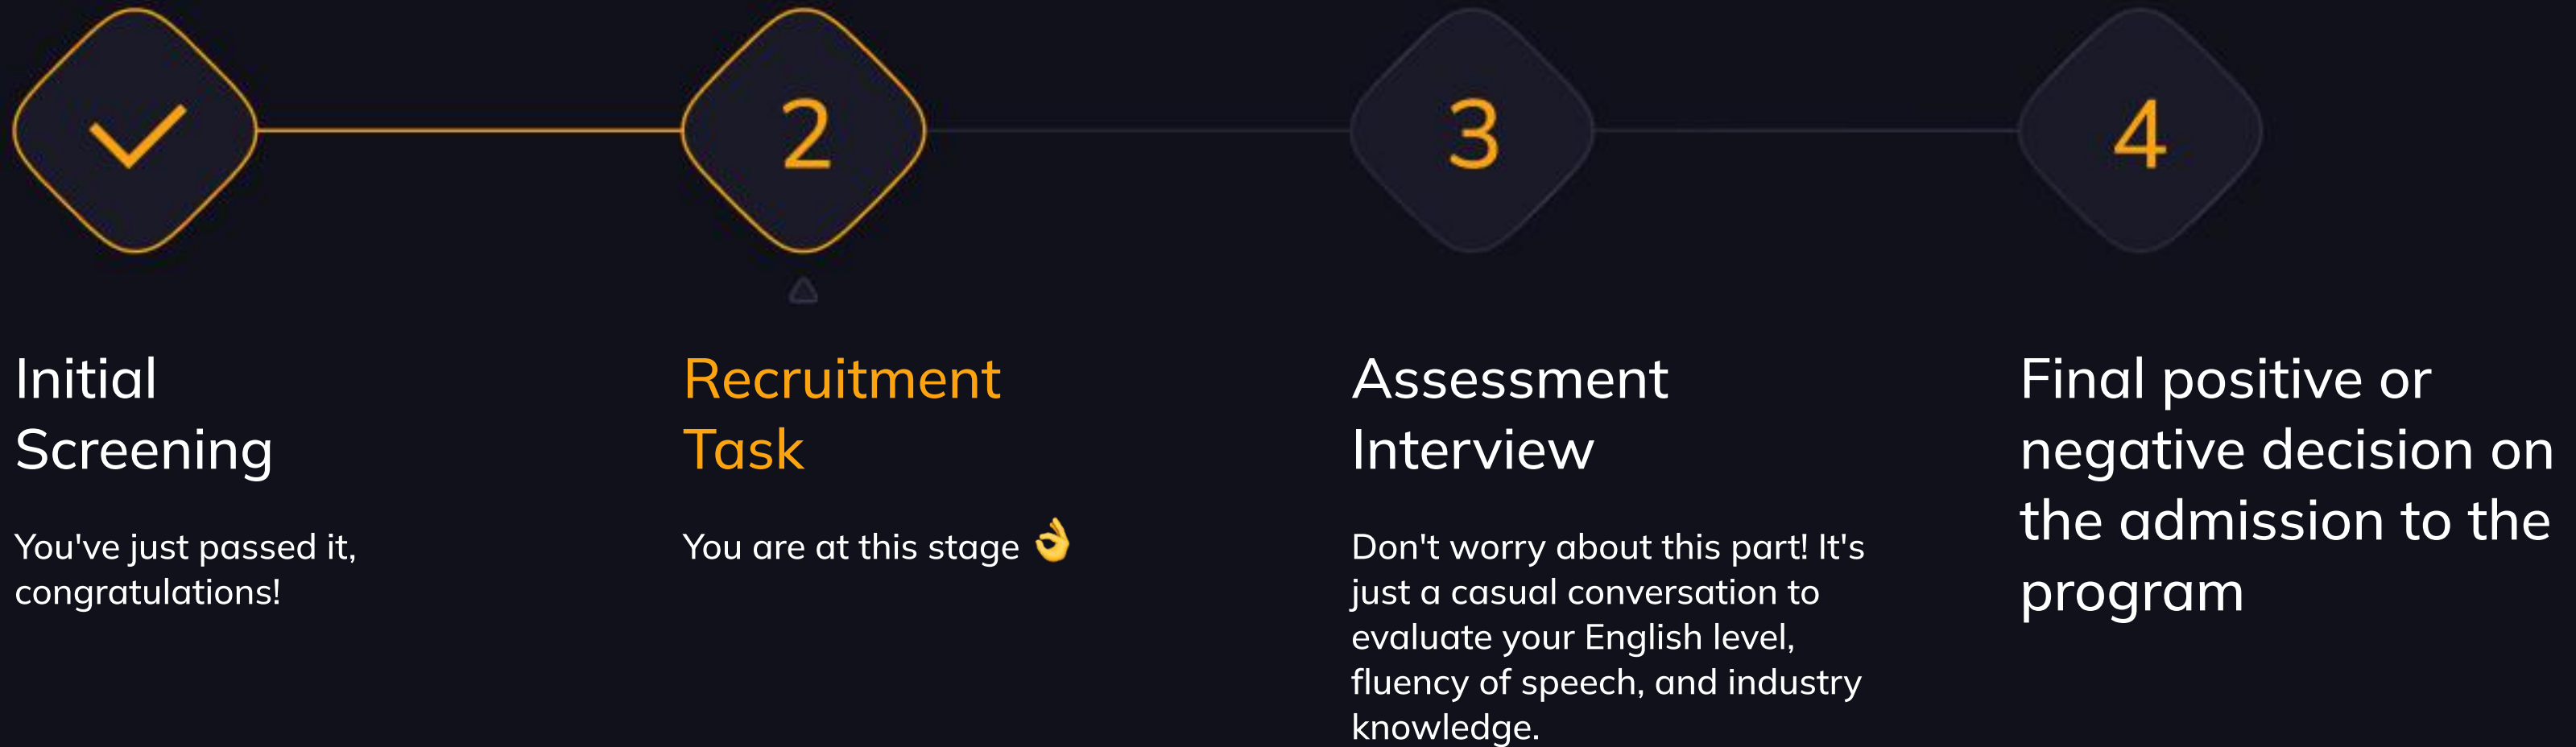 2
3
4
Initial
Screening
You've just passed it,
congratulations!
Recruitment
Task
You are at this stage 👌
Assessment
Interview
Don't worry about this part! It's
just a casual conversation to
evaluate your English level,
fluency of speech, and industry
knowledge.
Final positive or
negative decision on
the admission to the
program